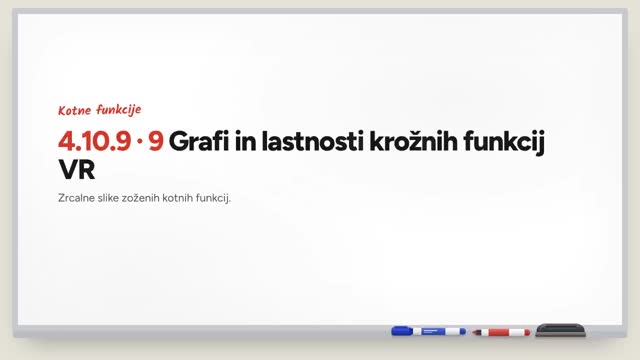 Kotne funkcije
4.10.9 · 9 Grafi in lastnosti krožnih funkcij
VR
Zrcalne slike zoženih kotnih funkcij.